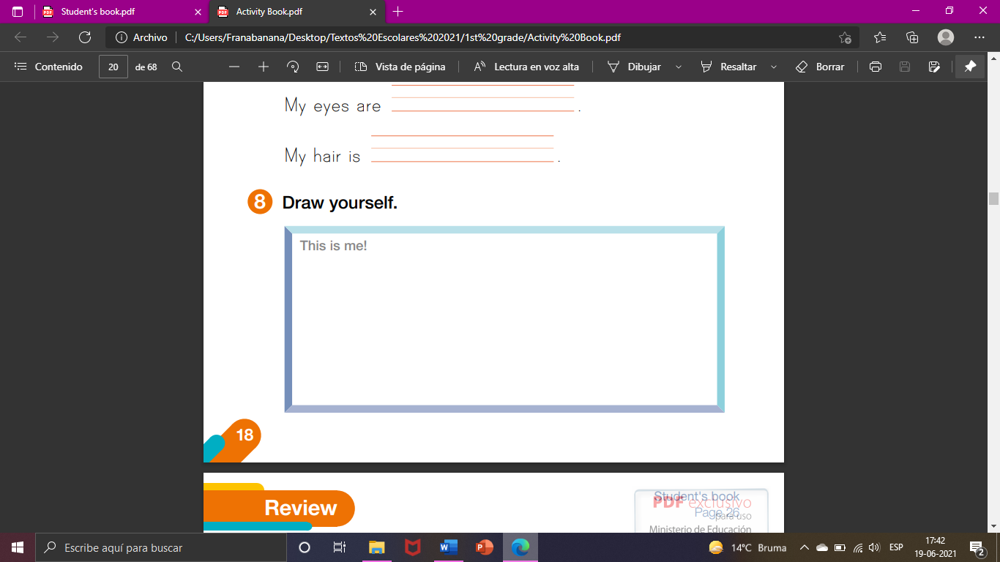 Student's book.pdf
Activity Book.pdf
Archivo
C:/Users/Franabanana/Desktop/Textos%20Escolares%202021/1st%20grade/Activity%20Book.pdf
Contenido
20
de 68
Vista de página
Lectura en voz alta
Dibujar
Resaltar
Borrar
My eyes are .
My hair is .
8 Draw yourself.
This is me!
18
Review
Student's book
PDF exclusivo
Page 26
para uso
Ministerio de Educación
Escribe aquí para buscar
14°C Bruma
ESP
17:42
19-06-2021
2